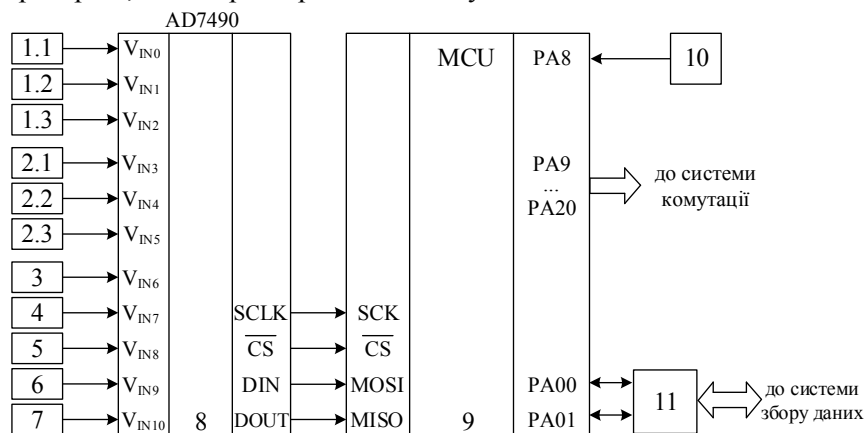 AD7490
1.1 V_IN0 MCU PA8 10
1.2 V_IN1
1.3 V_IN2
2.1 V_IN3 PA9
... до системи
2.2 V_IN4 PA20 комутації
2.3 V_IN5
3 V_IN6
4 V_IN7 SCLK SCK
5 V_IN8 CS CS
6 V_IN9 DIN MOSI PA00 до системи
11 збору даних
7 V_IN10 8 DOUT MISO 9 PA01